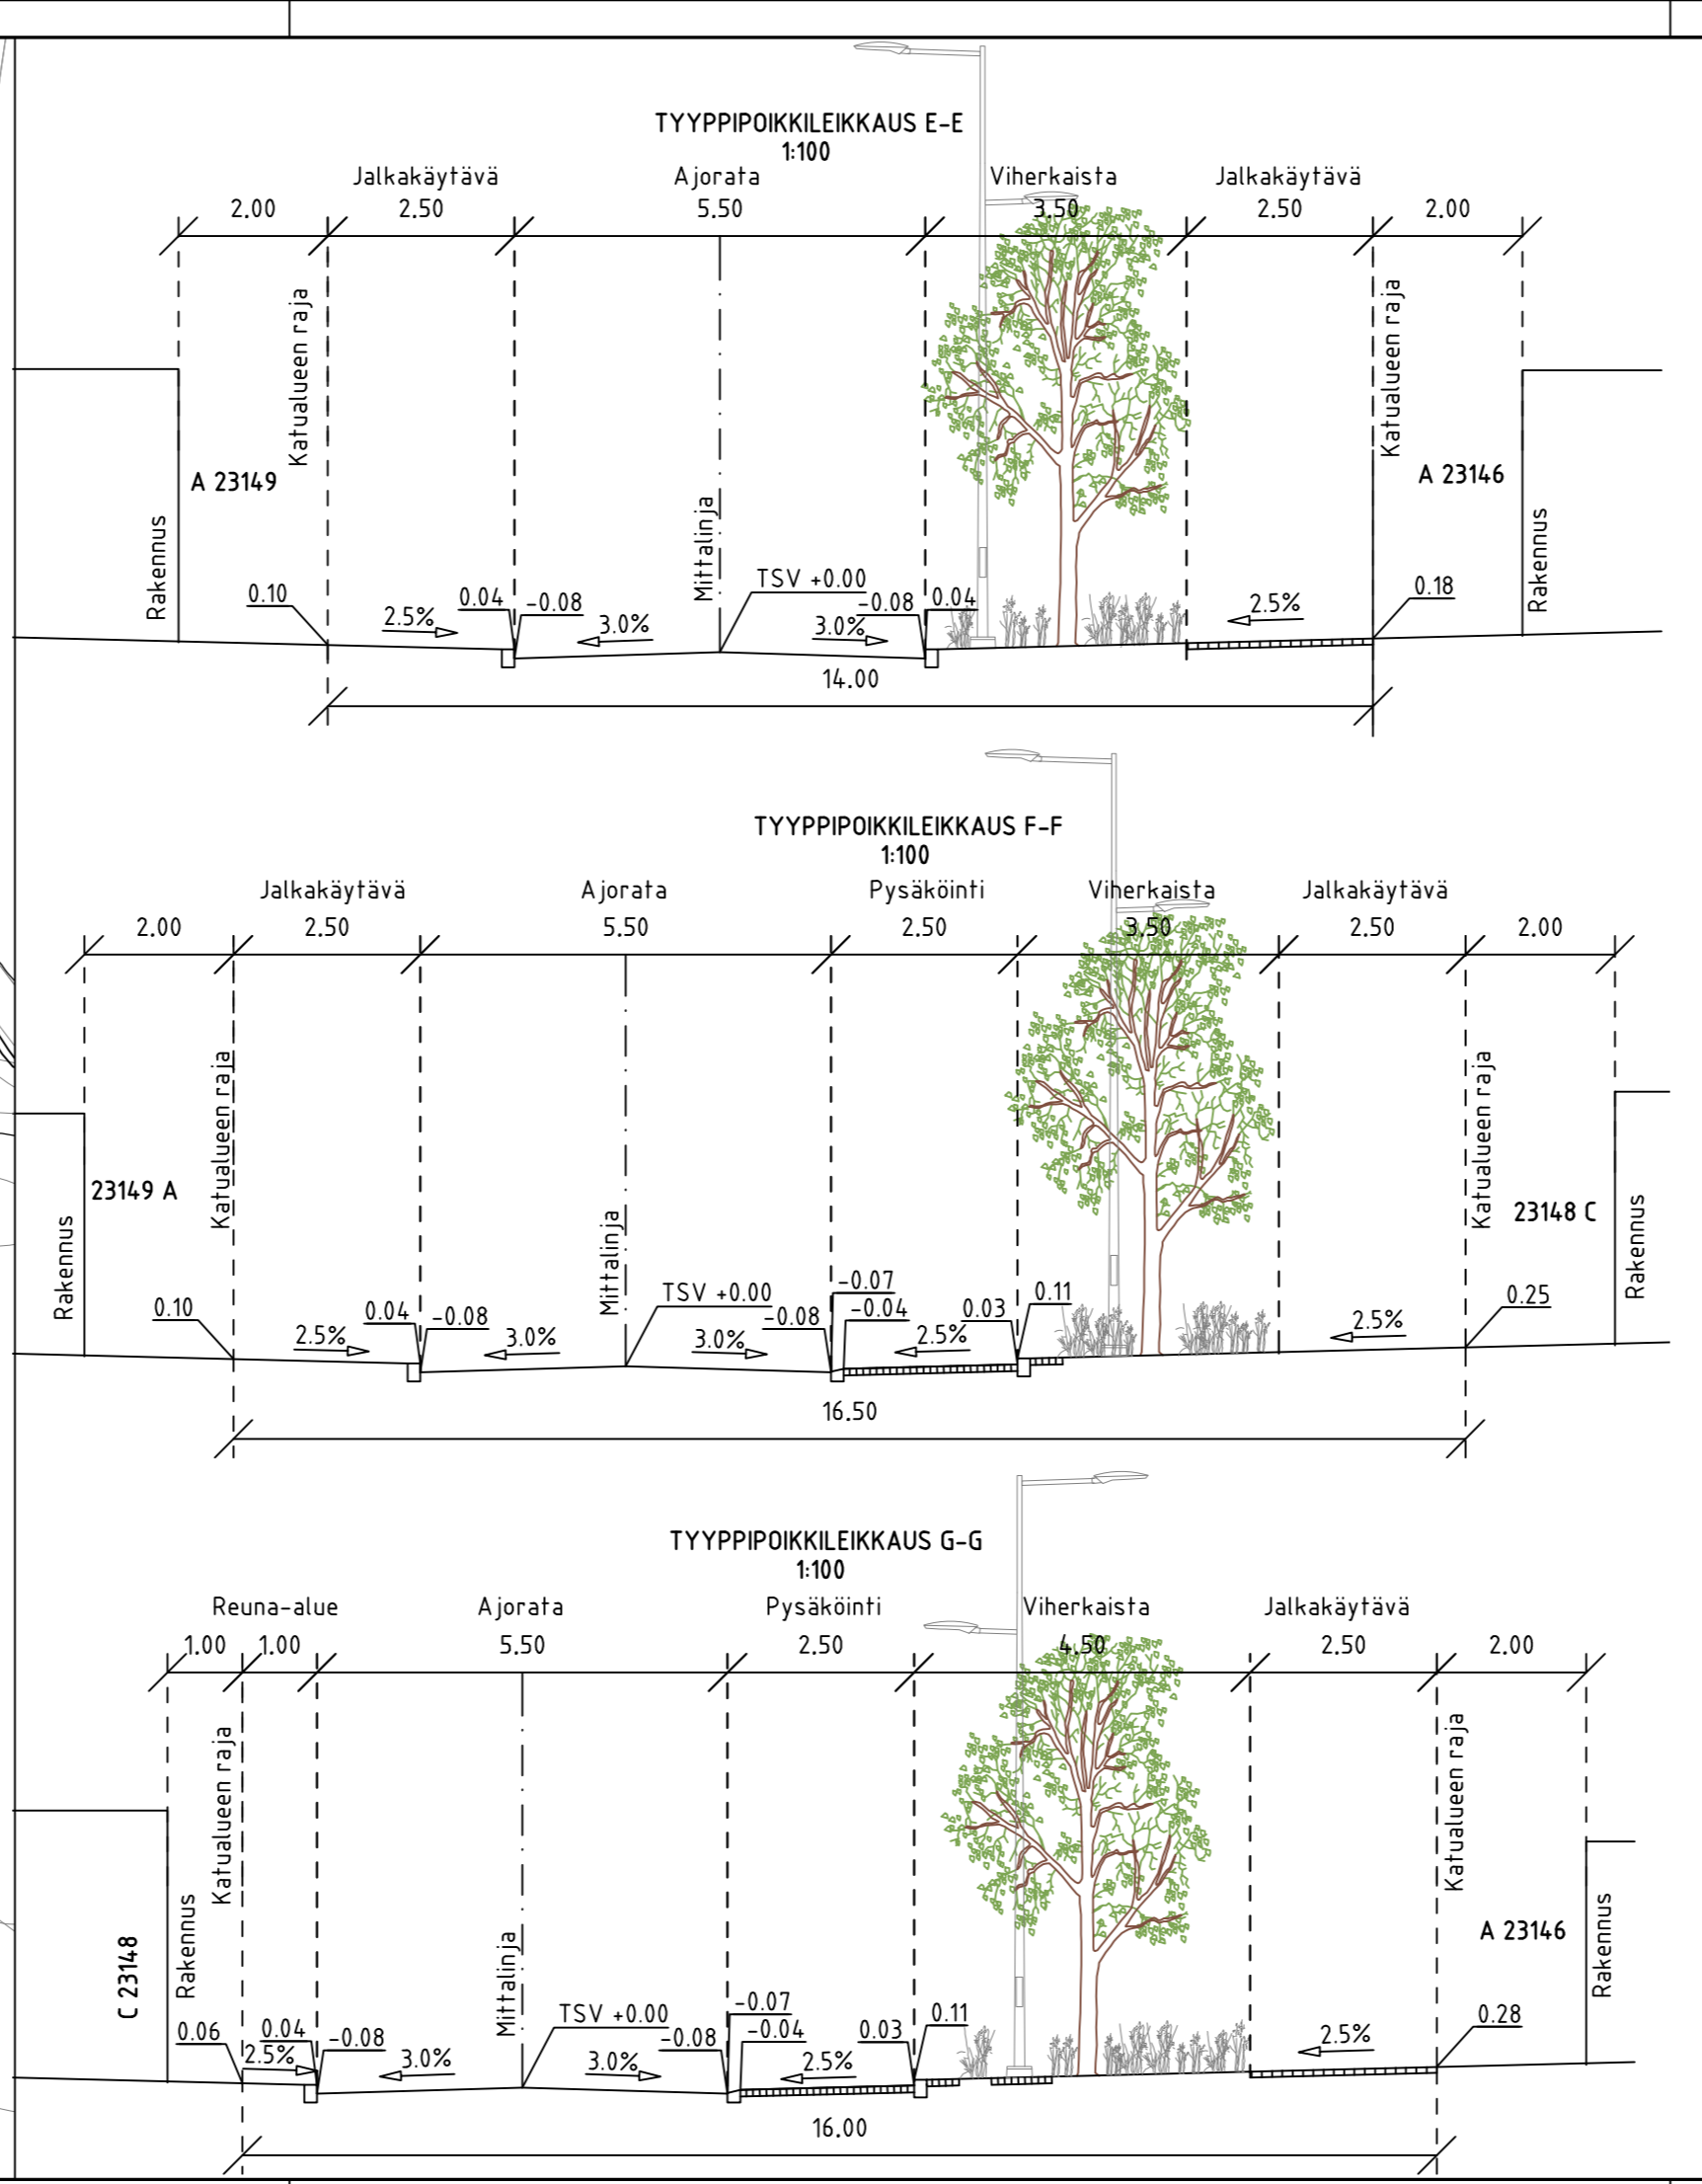 TYYPPIPOIKKILEIKKAUS E-E
1:100
Jalkakäytävä Ajorata Viherkaista Jalkakäytävä
2.00 2.50 5.50 3.50 2.50 2.00
Katualueen raja
Katualueen raja
A 23149
A 23146
Rakennus
Mittalinja
Rakennus
TSV +0.00
0.10 2.5% 0.04 -0.08 3.0% 3.0% -0.08 0.04 2.5% 0.18
14.00
TYYPPIPOIKKILEIKKAUS F-F
1:100
Jalkakäytävä Ajorata Pysäköinti Viherkaista Jalkakäytävä
2.00 2.50 5.50 2.50 3.50 2.50 2.00
Katualueen raja
Katualueen raja
23149 A
23148 C
Rakennus
Mittalinja
Rakennus
TSV +0.00
0.10 2.5% 0.04 -0.08 3.0% 3.0% -0.08 -0.07 -0.04 2.5% 0.03 0.11 2.5% 0.25
16.50
TYYPPIPOIKKILEIKKAUS G-G
1:100
Reuna-alue Ajorata Pysäköinti Viherkaista Jalkakäytävä
1.00 1.00 5.50 2.50 4.50 2.50 2.00
Katualueen raja
Katualueen raja
C 23148
Rakennus
A 23146
Mittalinja
Rakennus
TSV +0.00
0.06 2.5% 0.04 -0.08 3.0% 3.0% -0.08 -0.07 -0.04 2.5% 0.03 0.11 2.5% 0.28
16.00